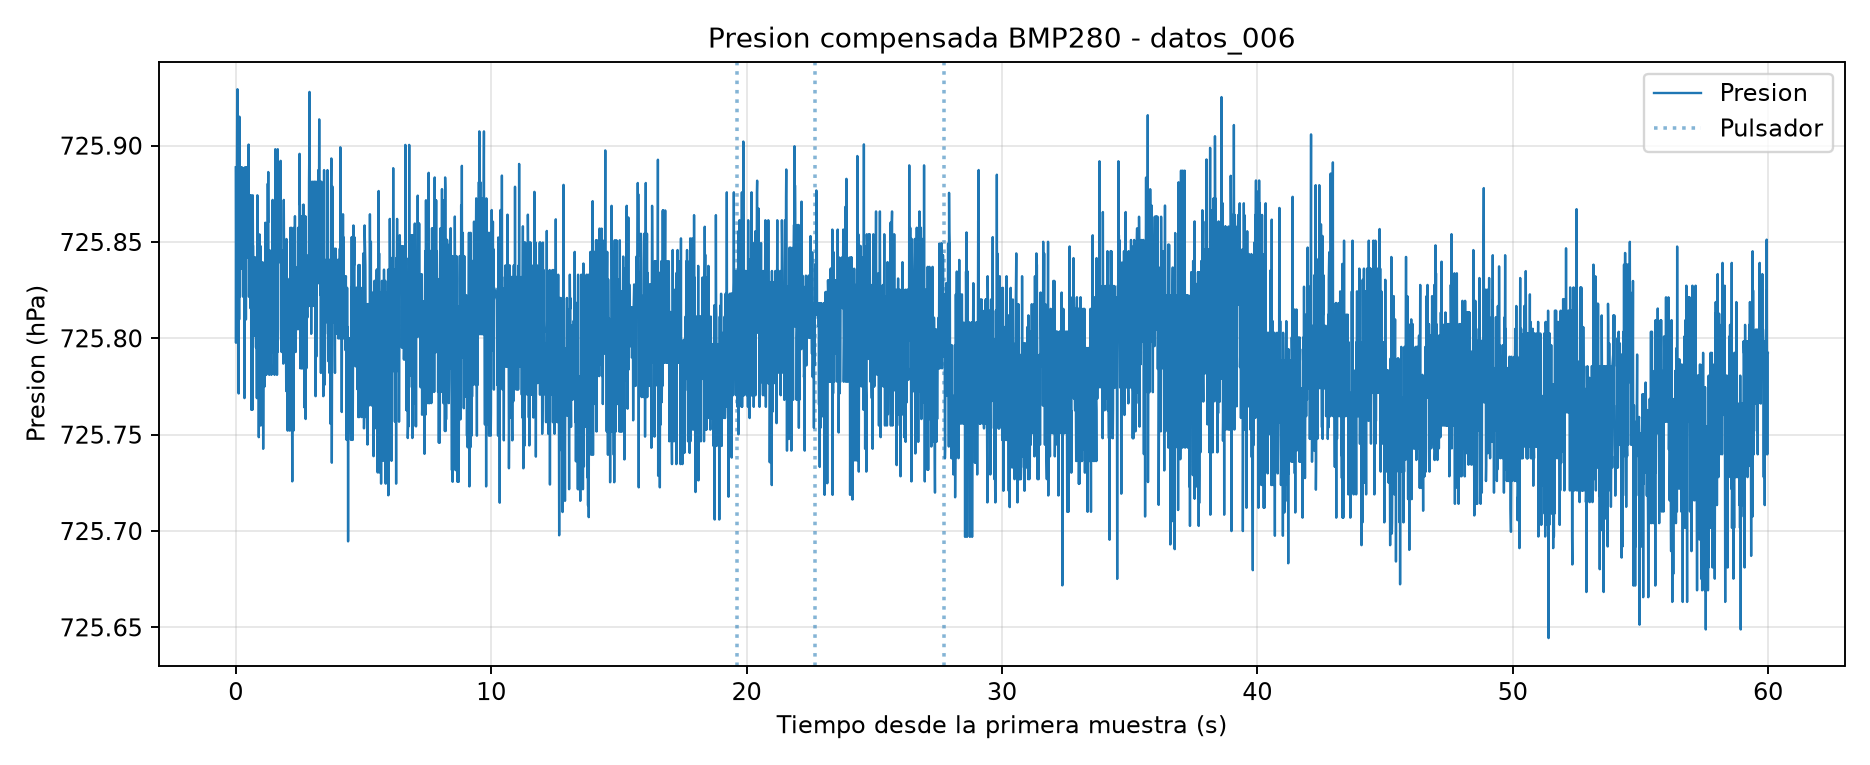 Presion compensada BMP280 - datos_006
Presion
Pulsador
Presion (hPa)
725.90
725.85
725.80
725.75
725.70
725.65
0 10 20 30 40 50 60
Tiempo desde la primera muestra (s)